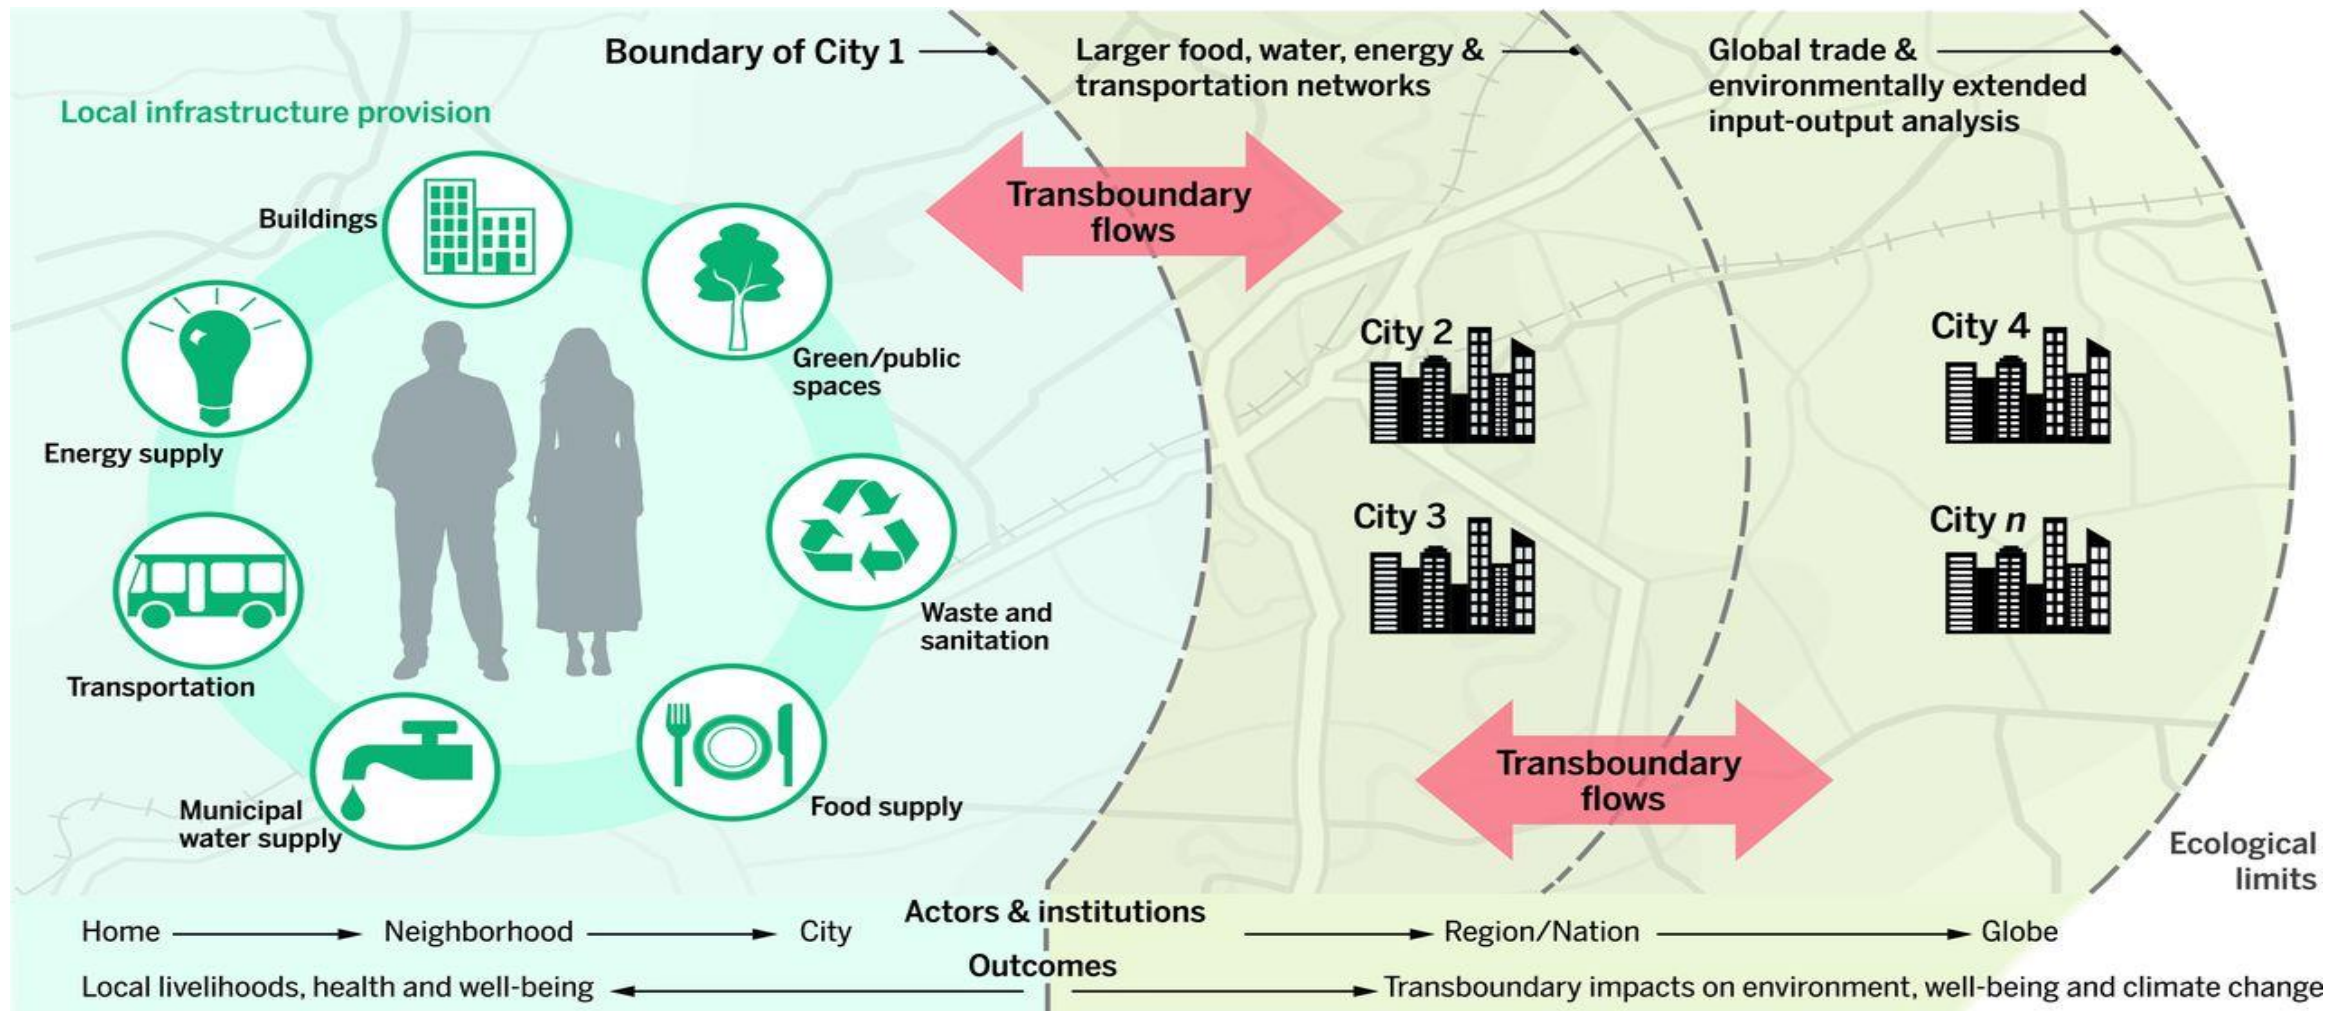 Boundary of City 1
Larger food, water, energy &
transportation networks
Global trade &
environmentally extended
input-output analysis
Local infrastructure provision
Transboundary
flows
Buildings
Green/public
spaces
Energy supply
Waste and
sanitation
Transportation
Municipal
water supply
Food supply
City 2
City 4
City 3
City n
Transboundary
flows
Ecological
limits
Actors & institutions
Home
Neighborhood
City
Region/Nation
Globe
Outcomes
Local livelihoods, health and well-being
Transboundary impacts on environment, well-being and climate change